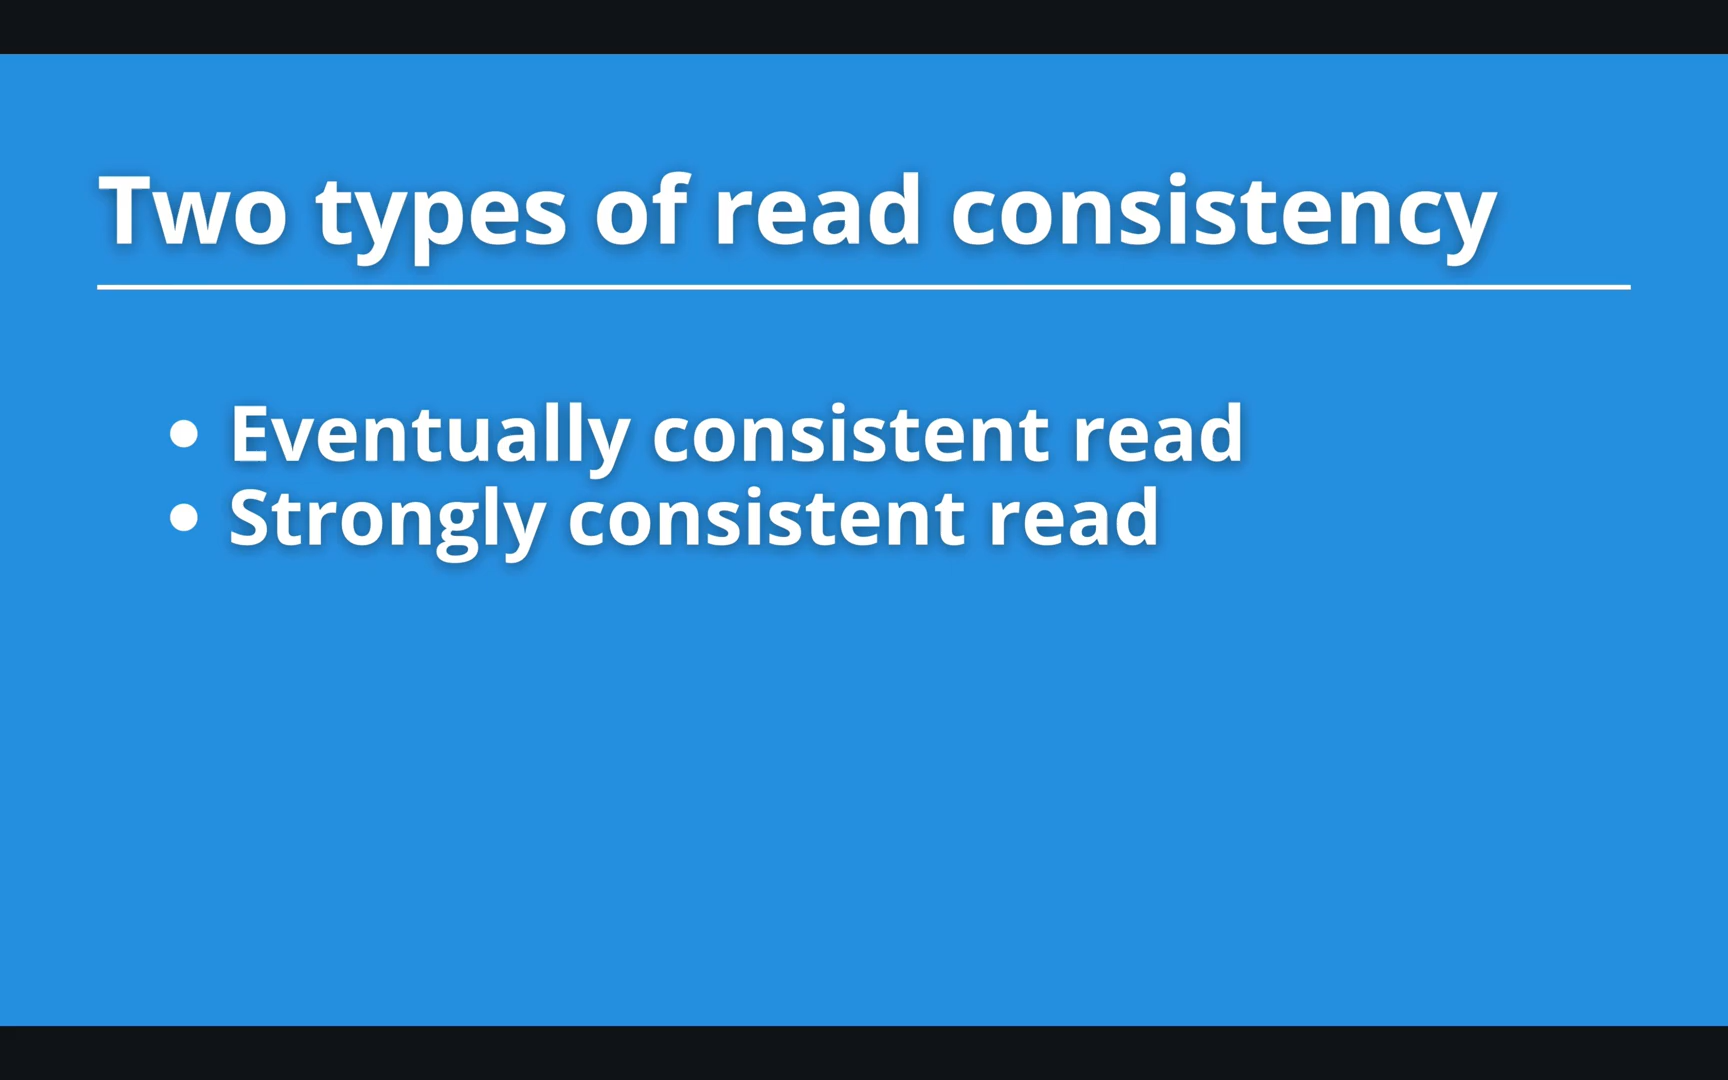 Two types of read consistency
• Eventually consistent read
• Strongly consistent read